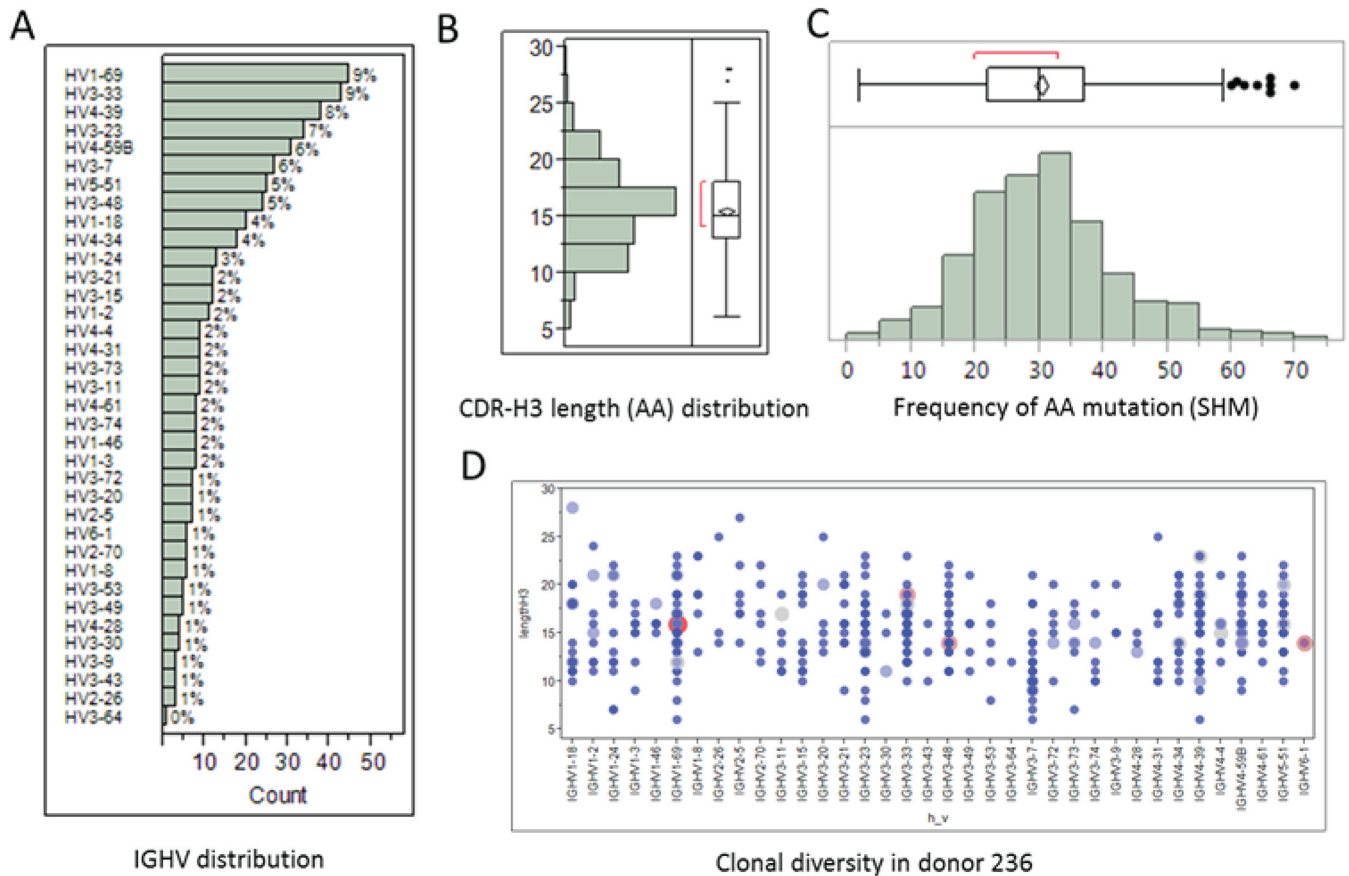 A
HV1-69 9%
HV3-33 9%
HV4-39 8%
HV3-23 7%
HV4-59B 6%
HV3-7 6%
HV5-51 5%
HV3-48 5%
HV1-18 4%
HV4-34 4%
HV1-24 3%
HV3-21 2%
HV3-15 2%
HV1-2 2%
HV4-4 2%
HV4-31 2%
HV3-73 2%
HV3-11 2%
HV4-61 2%
HV3-74 2%
HV1-46 2%
HV1-3 2%
HV3-72 1%
HV3-20 1%
HV2-5 1%
HV6-1 1%
HV2-70 1%
HV1-8 1%
HV3-53 1%
HV3-49 1%
HV4-28 1%
HV3-30 1%
HV3-9 1%
HV3-43 1%
HV2-26 1%
HV3-64 0%
10 20 30 40 50
Count
IGHV distribution
B
30
25
20
15
10
5
CDR-H3 length (AA) distribution
C
0 10 20 30 40 50 60 70
Frequency of AA mutation (SHM)
D
lengthH3
30
25
20
15
10
5
IGHV1-18
IGHV1-2
IGHV1-24
IGHV1-3
IGHV1-46
IGHV1-69
IGHV1-8
IGHV2-26
IGHV2-5
IGHV2-70
IGHV3-11
IGHV3-15
IGHV3-20
IGHV3-21
IGHV3-23
IGHV3-30
IGHV3-33
IGHV3-43
IGHV3-48
IGHV3-49
IGHV3-53
IGHV3-64
IGHV3-7
IGHV3-72
IGHV3-73
IGHV3-74
IGHV3-9
IGHV4-28
IGHV4-31
IGHV4-34
IGHV4-39
IGHV4-4
IGHV4-59B
IGHV4-61
IGHV5-51
IGHV6-1
h_v
Clonal diversity in donor 236